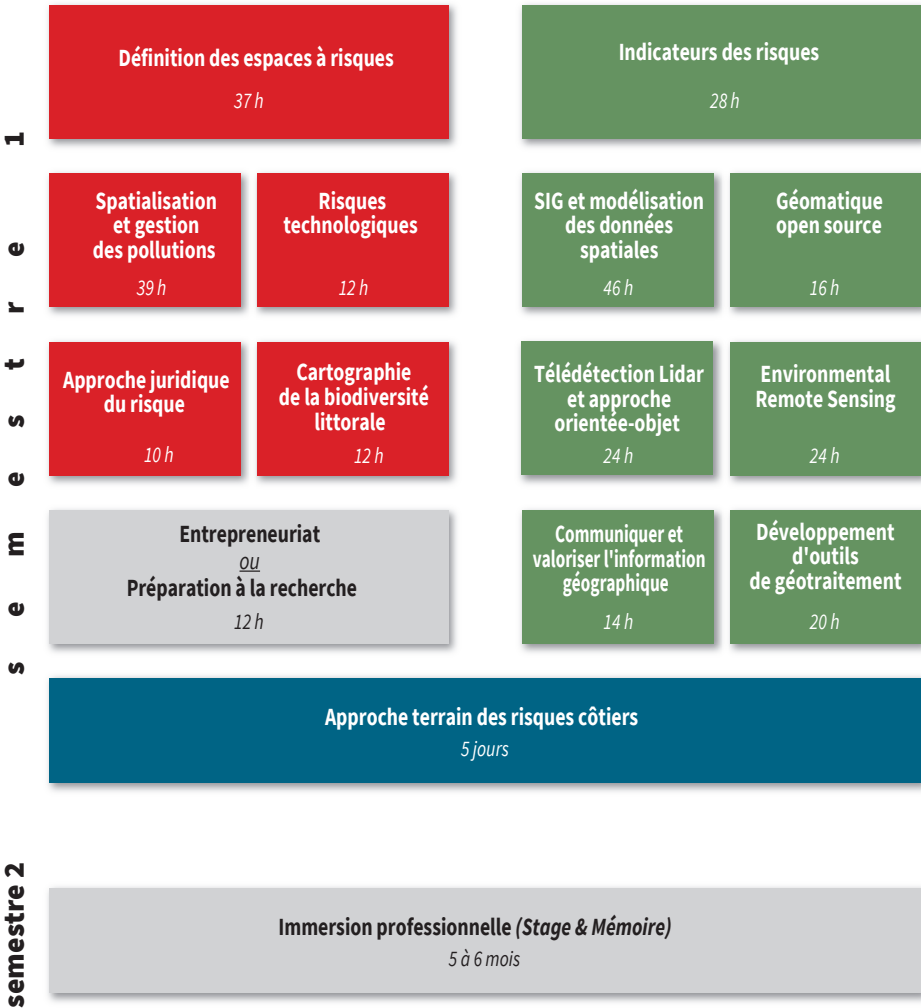 semestre 1
Définition des espaces à risques
37 h
Indicateurs des risques
28 h
Spatialisation
et gestion
des pollutions
39 h
Risques
technologiques
12 h
SIG et modélisation
des données
spatiales
46 h
Géomatique
open source
16 h
Approche juridique
du risque
10 h
Cartographie
de la biodiversité
littorale
12 h
Télédétection Lidar
et approche
orientée-objet
24 h
Environmental
Remote Sensing
24 h
Entrepreneuriat
ou
Préparation à la recherche
12 h
Communiquer et
valoriser l'information
géographique
14 h
Développement
d'outils
de géotraitement
20 h
Approche terrain des risques côtiers
5 jours
semestre 2
Immersion professionnelle (Stage & Mémoire)
5 à 6 mois